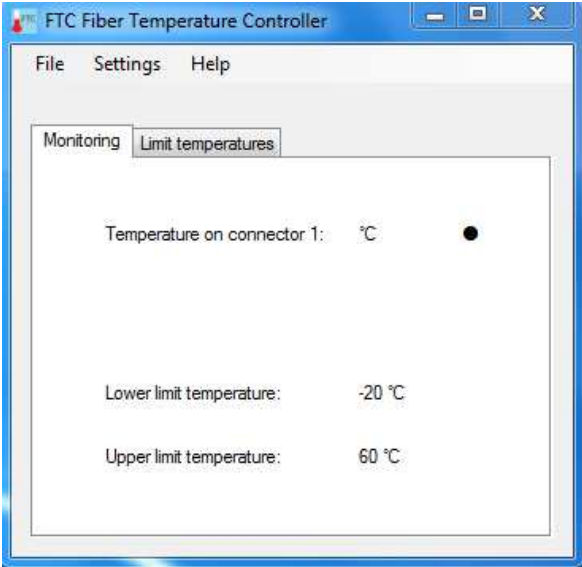 FTC Fiber Temperature Controller
File Settings Help
Monitoring Limit temperatures
Temperature on connector 1: °C
Lower limit temperature: -20 °C
Upper limit temperature: 60 °C